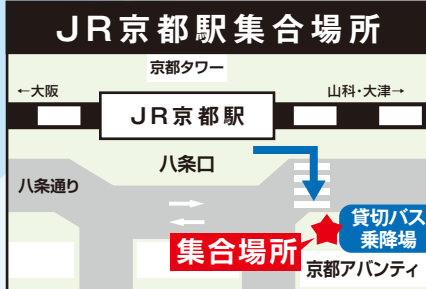 JR京都駅集合場所
京都タワー
←大阪
山科・大津→
JR京都駅
八条口
八条通り
貸切バス
乗降場
集合場所
京都アバンティ